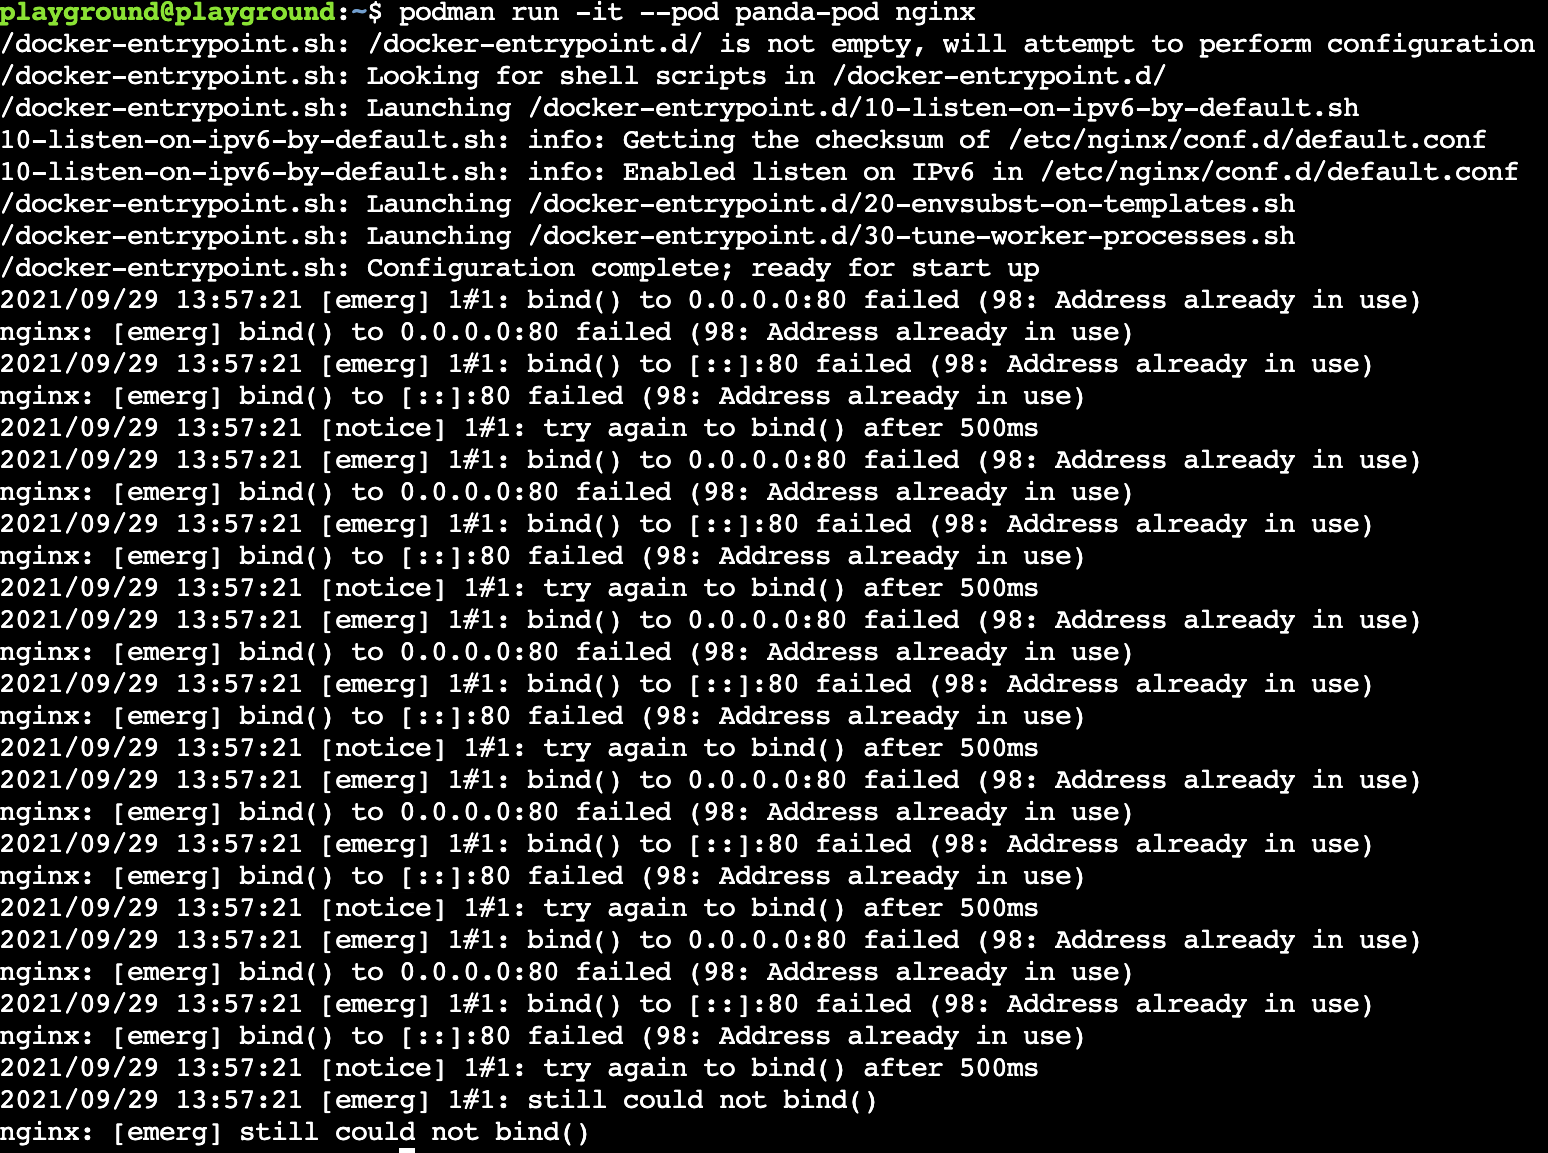 playground@playground:~$ podman run -it --pod panda-pod nginx
/docker-entrypoint.sh: /docker-entrypoint.d/ is not empty, will attempt to perform configuration
/docker-entrypoint.sh: Looking for shell scripts in /docker-entrypoint.d/
/docker-entrypoint.sh: Launching /docker-entrypoint.d/10-listen-on-ipv6-by-default.sh
10-listen-on-ipv6-by-default.sh: info: Getting the checksum of /etc/nginx/conf.d/default.conf
10-listen-on-ipv6-by-default.sh: info: Enabled listen on IPv6 in /etc/nginx/conf.d/default.conf
/docker-entrypoint.sh: Launching /docker-entrypoint.d/20-envsubst-on-templates.sh
/docker-entrypoint.sh: Launching /docker-entrypoint.d/30-tune-worker-processes.sh
/docker-entrypoint.sh: Configuration complete; ready for start up
2021/09/29 13:57:21 [emerg] 1#1: bind() to 0.0.0.0:80 failed (98: Address already in use)
nginx: [emerg] bind() to 0.0.0.0:80 failed (98: Address already in use)
2021/09/29 13:57:21 [emerg] 1#1: bind() to [::]:80 failed (98: Address already in use)
nginx: [emerg] bind() to [::]:80 failed (98: Address already in use)
2021/09/29 13:57:21 [notice] 1#1: try again to bind() after 500ms
2021/09/29 13:57:21 [emerg] 1#1: bind() to 0.0.0.0:80 failed (98: Address already in use)
nginx: [emerg] bind() to 0.0.0.0:80 failed (98: Address already in use)
2021/09/29 13:57:21 [emerg] 1#1: bind() to [::]:80 failed (98: Address already in use)
nginx: [emerg] bind() to [::]:80 failed (98: Address already in use)
2021/09/29 13:57:21 [notice] 1#1: try again to bind() after 500ms
2021/09/29 13:57:21 [emerg] 1#1: bind() to 0.0.0.0:80 failed (98: Address already in use)
nginx: [emerg] bind() to 0.0.0.0:80 failed (98: Address already in use)
2021/09/29 13:57:21 [emerg] 1#1: bind() to [::]:80 failed (98: Address already in use)
nginx: [emerg] bind() to [::]:80 failed (98: Address already in use)
2021/09/29 13:57:21 [notice] 1#1: try again to bind() after 500ms
2021/09/29 13:57:21 [emerg] 1#1: bind() to 0.0.0.0:80 failed (98: Address already in use)
nginx: [emerg] bind() to 0.0.0.0:80 failed (98: Address already in use)
2021/09/29 13:57:21 [emerg] 1#1: bind() to [::]:80 failed (98: Address already in use)
nginx: [emerg] bind() to [::]:80 failed (98: Address already in use)
2021/09/29 13:57:21 [notice] 1#1: try again to bind() after 500ms
2021/09/29 13:57:21 [emerg] 1#1: bind() to 0.0.0.0:80 failed (98: Address already in use)
nginx: [emerg] bind() to 0.0.0.0:80 failed (98: Address already in use)
2021/09/29 13:57:21 [emerg] 1#1: bind() to [::]:80 failed (98: Address already in use)
nginx: [emerg] bind() to [::]:80 failed (98: Address already in use)
2021/09/29 13:57:21 [notice] 1#1: try again to bind() after 500ms
2021/09/29 13:57:21 [emerg] 1#1: still could not bind()
nginx: [emerg] still could not bind()